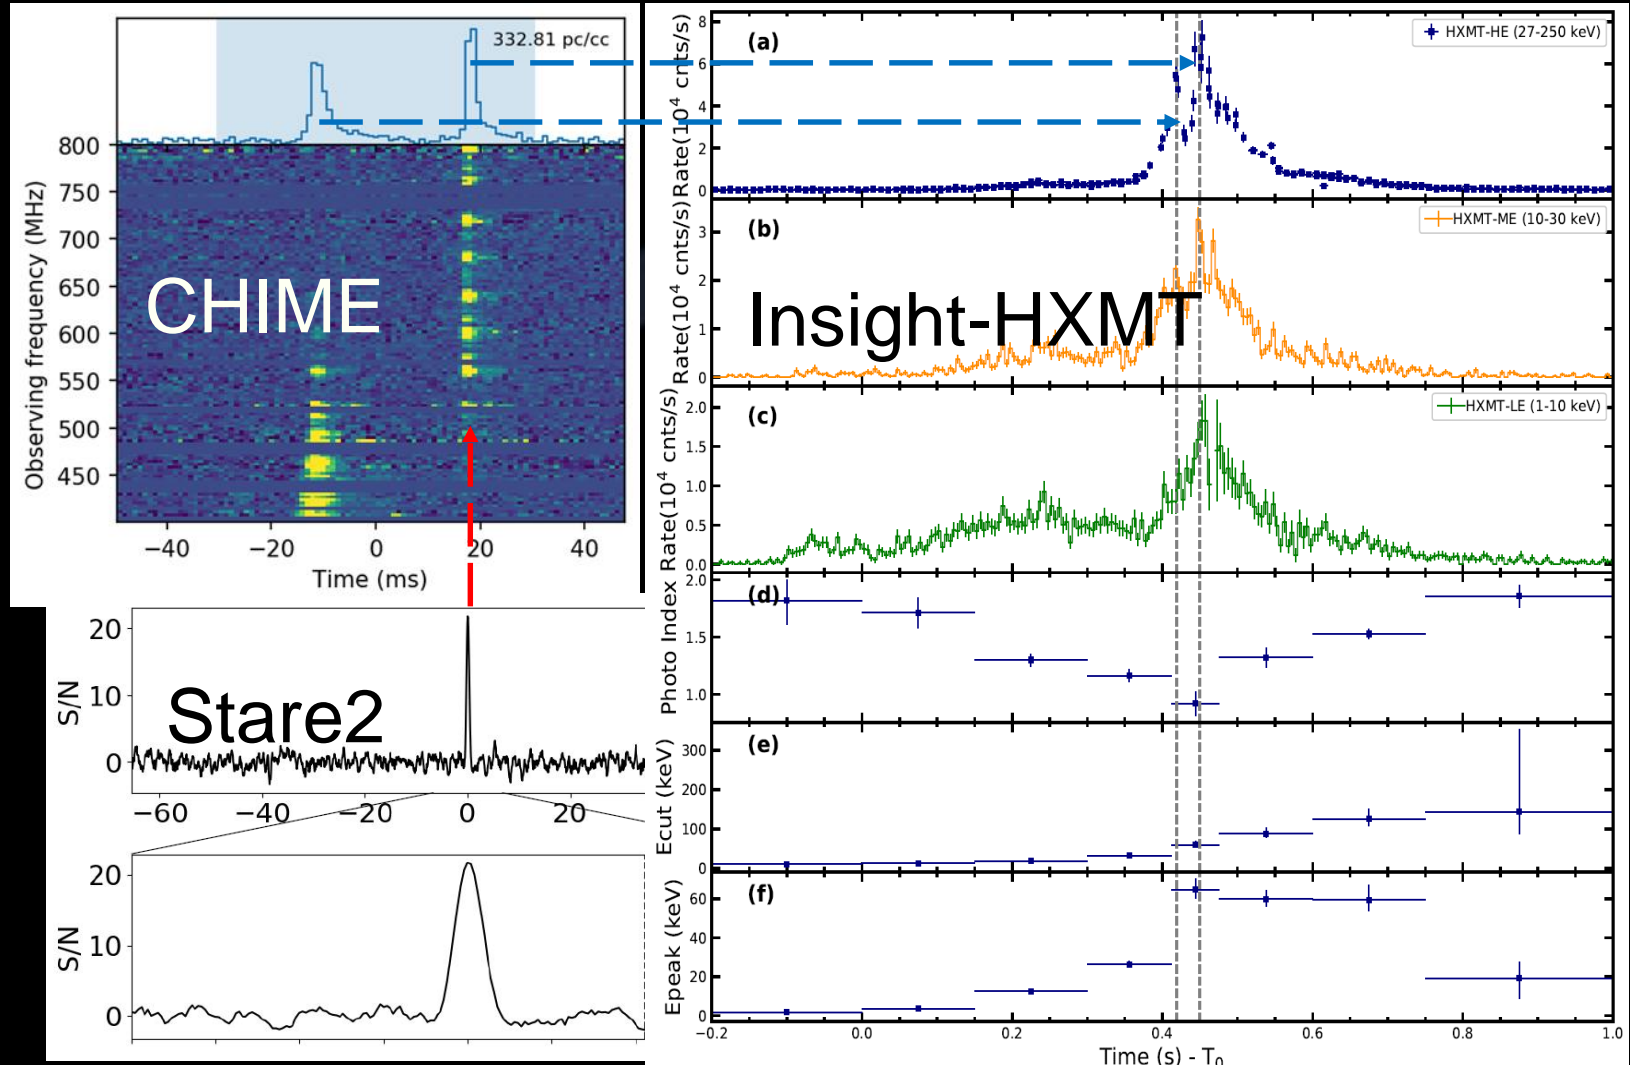 332.81 pc/cc
800
750
700
650
600
550
500
450
Observing frequency (MHz)
CHIME
−40
−20
0
20
40
Time (ms)
20
10
0
S/N
Stare2
−60
−40
−20
0
20
20
10
0
S/N
(a)
HXMT-HE (27-250 keV)
8
6
4
2
0
Rate(10⁴ cnts/s)
(b)
HXMT-ME (10-30 keV)
3
2
1
0
Rate(10⁴ cnts/s)
Insight-HXMT
(c)
HXMT-LE (1-10 keV)
2.0
1.5
1.0
0.5
0.0
Rate(10⁴ cnts/s)
(d)
2.0
1.5
1.0
Photo Index
(e)
300
200
100
0
Ecut (keV)
(f)
60
40
20
0
Epeak (keV)
−0.2
0.0
0.2
0.4
0.6
0.8
1.0
Time (s) - T₀